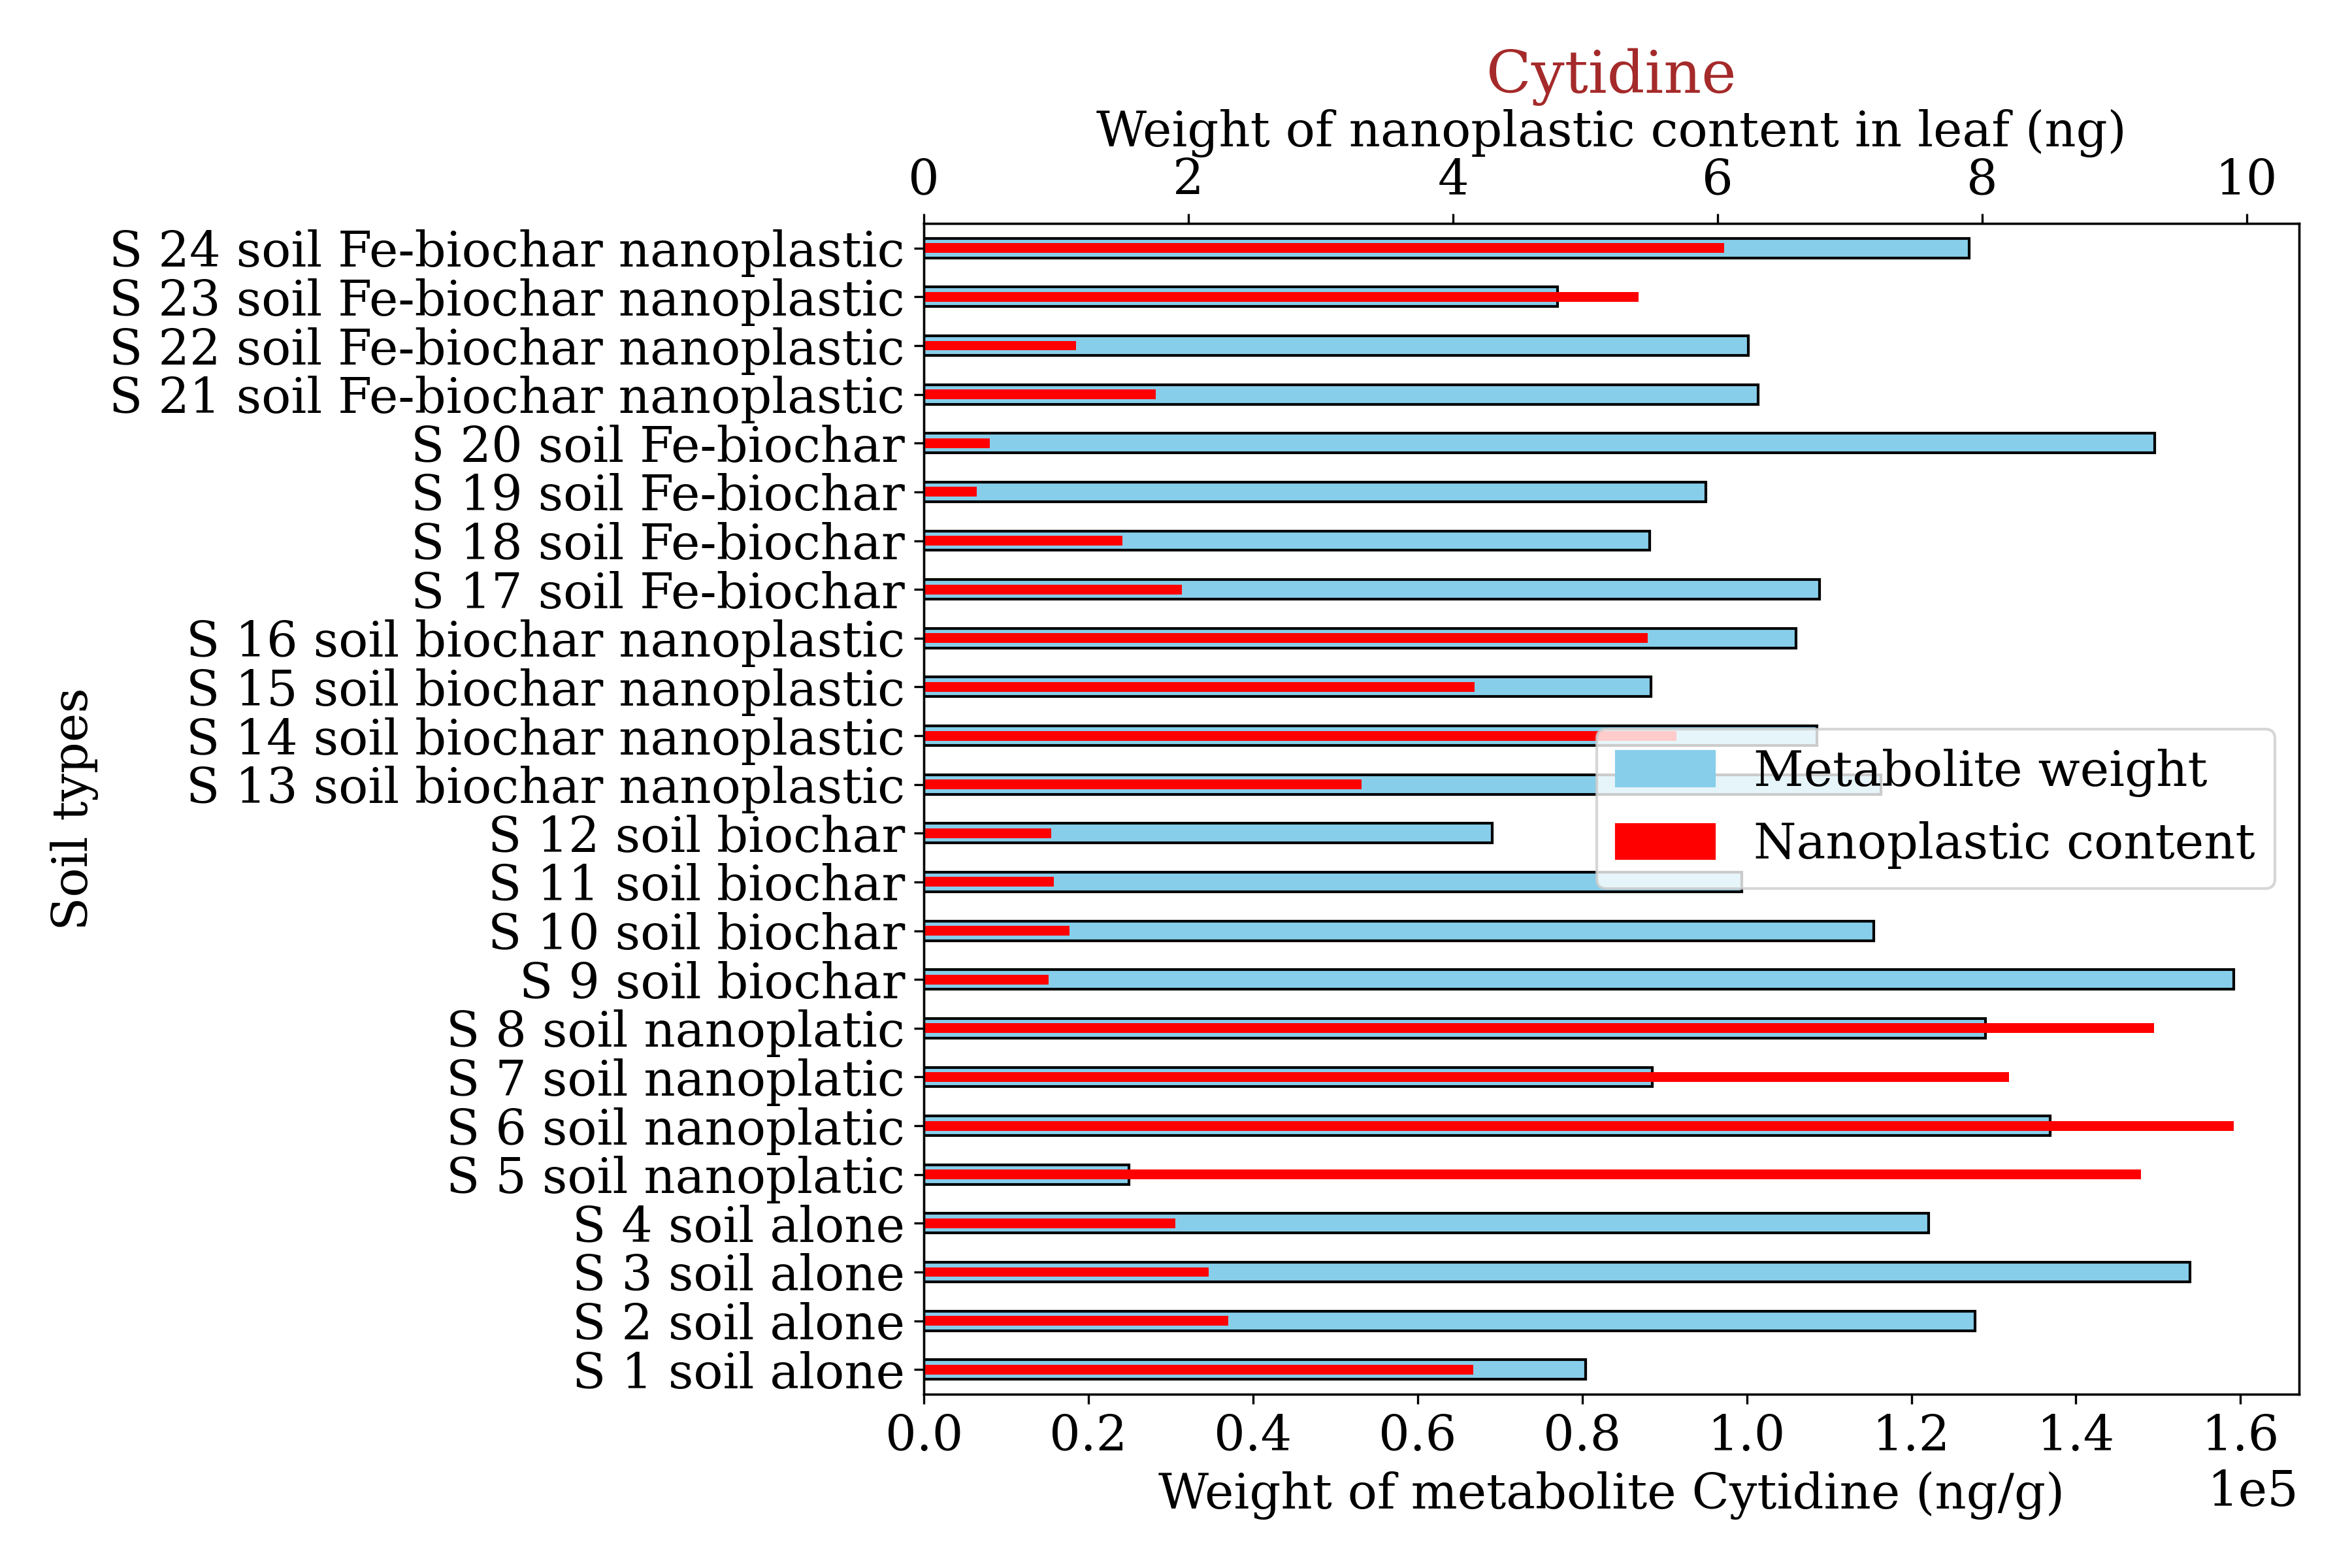 Cytidine
Weight of nanoplastic content in leaf (ng)
0 2 4 6 8 10
S 24 soil Fe-biochar nanoplastic
S 23 soil Fe-biochar nanoplastic
S 22 soil Fe-biochar nanoplastic
S 21 soil Fe-biochar nanoplastic
S 20 soil Fe-biochar
S 19 soil Fe-biochar
S 18 soil Fe-biochar
S 17 soil Fe-biochar
S 16 soil biochar nanoplastic
S 15 soil biochar nanoplastic
S 14 soil biochar nanoplastic
S 13 soil biochar nanoplastic
S 12 soil biochar
S 11 soil biochar
S 10 soil biochar
S 9 soil biochar
S 8 soil nanoplatic
S 7 soil nanoplatic
S 6 soil nanoplatic
S 5 soil nanoplatic
S 4 soil alone
S 3 soil alone
S 2 soil alone
S 1 soil alone
Soil types
Metabolite weight
Nanoplastic content
0.0 0.2 0.4 0.6 0.8 1.0 1.2 1.4 1.6
Weight of metabolite Cytidine (ng/g)
1e5